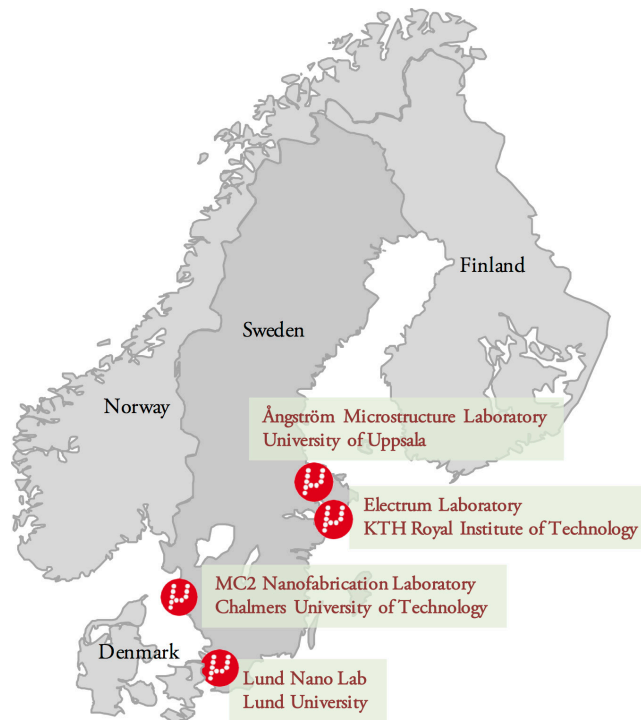 Finland
Sweden
Norway
Ångström Microstructure Laboratory
University of Uppsala
μ
Electrum Laboratory
KTH Royal Institute of Technology
μ
MC2 Nanofabrication Laboratory
Chalmers University of Technology
μ
Denmark
μ
Lund Nano Lab
Lund University